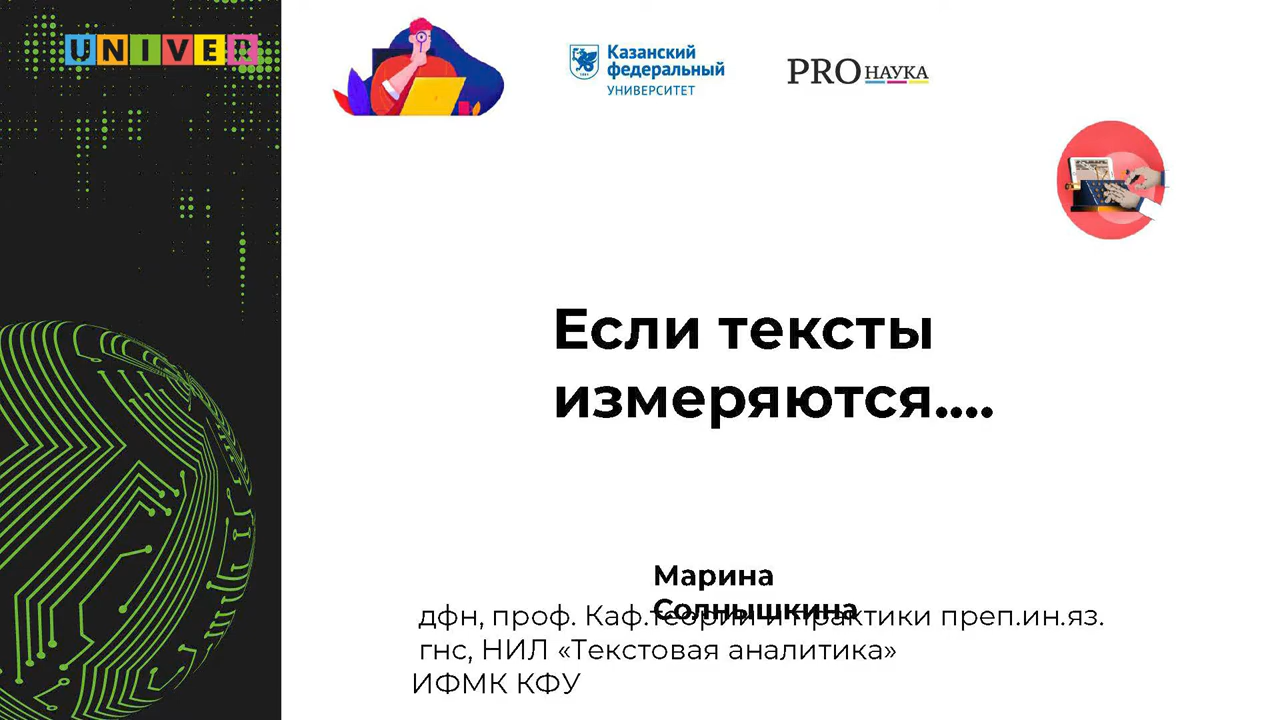 UNIVER
Казанский
федеральный
УНИВЕРСИТЕТ
PRO НАУКА
Если тексты
измеряются....
Марина
Солнышкина
дфн, проф. Каф.теории и практики преп.ин.яз.
гнс, НИЛ «Текстовая аналитика»
ИФМК КФУ